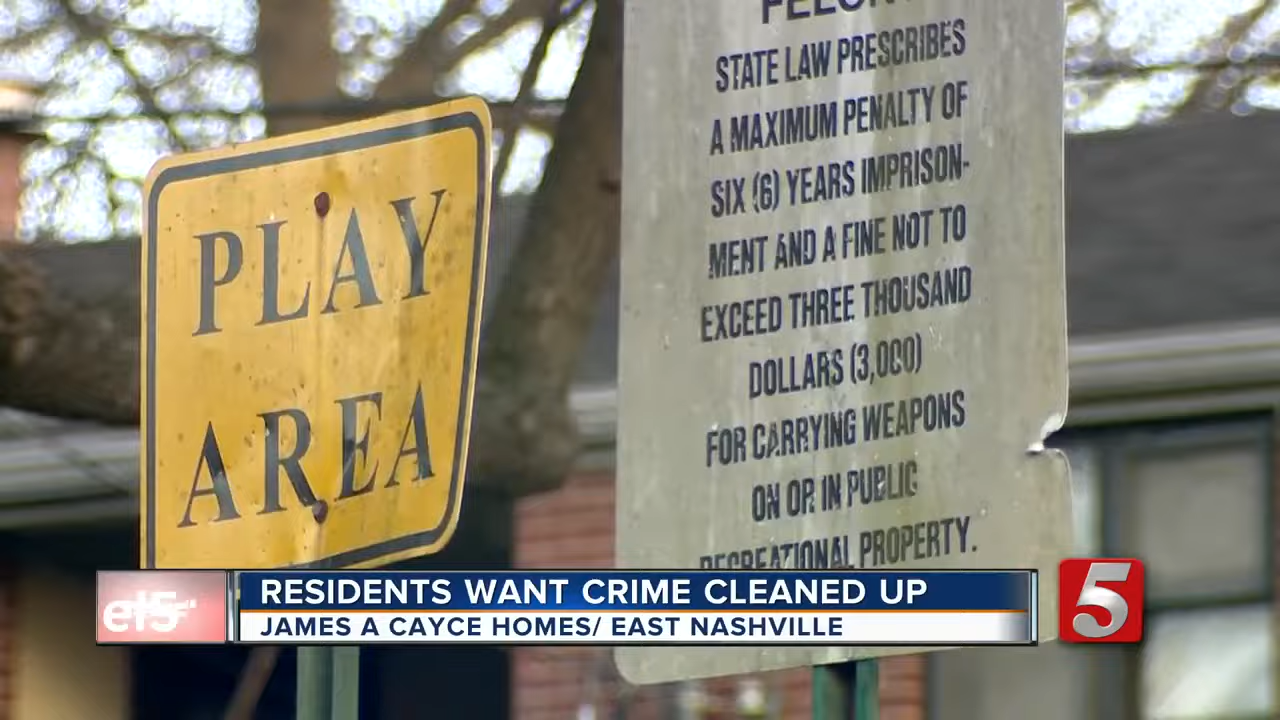 PLAY
AREA
STATE LAW PRESCRIBES
A MAXIMUM PENALTY OF
SIX (6) YEARS IMPRISON-
MENT AND A FINE NOT TO
EXCEED THREE THOUSAND
DOLLARS (3,000)
FOR CARRYING WEAPONS
ON OR IN PUBLIC
RECREATIONAL PROPERTY.
RESIDENTS WANT CRIME CLEANED UP
JAMES A CAYCE HOMES/ EAST NASHVILLE
5